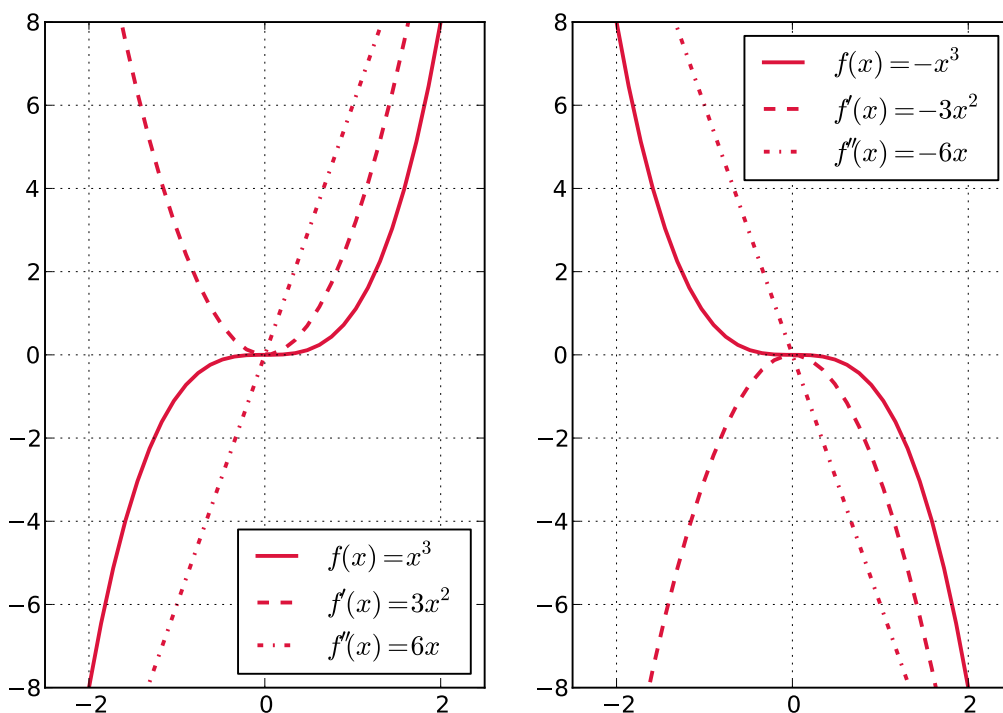 8
6
4
2
0
−2
−4
−6
−8
−2 0 2
f(x)=x³
f′(x)=3x²
f′′(x)=6x
8
6
4
2
0
−2
−4
−6
−8
−2 0 2
f(x)=−x³
f′(x)=−3x²
f′′(x)=−6x